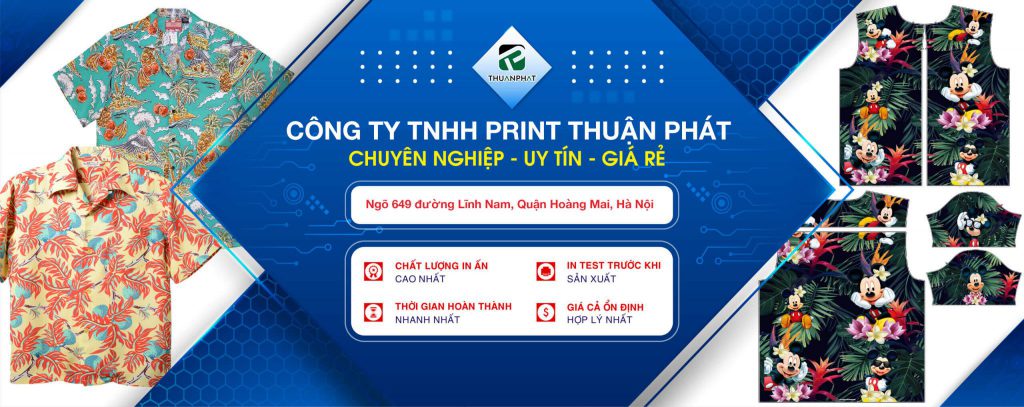 THUANPHAT
CÔNG TY TNHH PRINT THUẬN PHÁT
CHUYÊN NGHIỆP - UY TÍN - GIÁ RẺ
Ngõ 649 đường Lĩnh Nam, Quận Hoàng Mai, Hà Nội
CHẤT LƯỢNG IN ẤN
CAO NHẤT
IN TEST TRƯỚC KHI
SẢN XUẤT
THỜI GIAN HOÀN THÀNH
NHANH NHẤT
GIÁ CẢ ỔN ĐỊNH
HỢP LÝ NHẤT